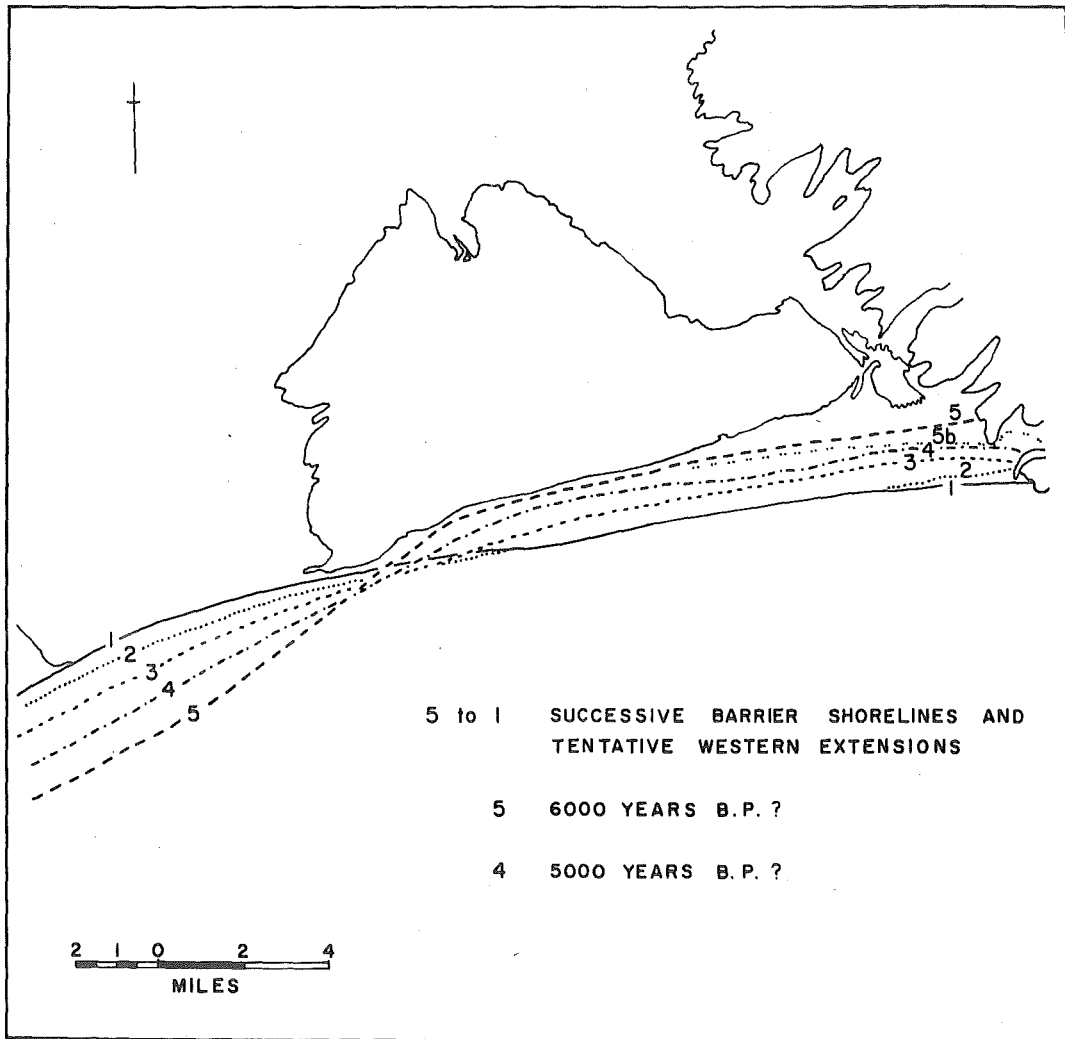 5
5b
4
3
2
1
1
2
3
4
5
5 to 1 SUCCESSIVE BARRIER SHORELINES AND
TENTATIVE WESTERN EXTENSIONS
5 6000 YEARS B.P. ?
4 5000 YEARS B.P. ?
2 1 0 2 4
MILES